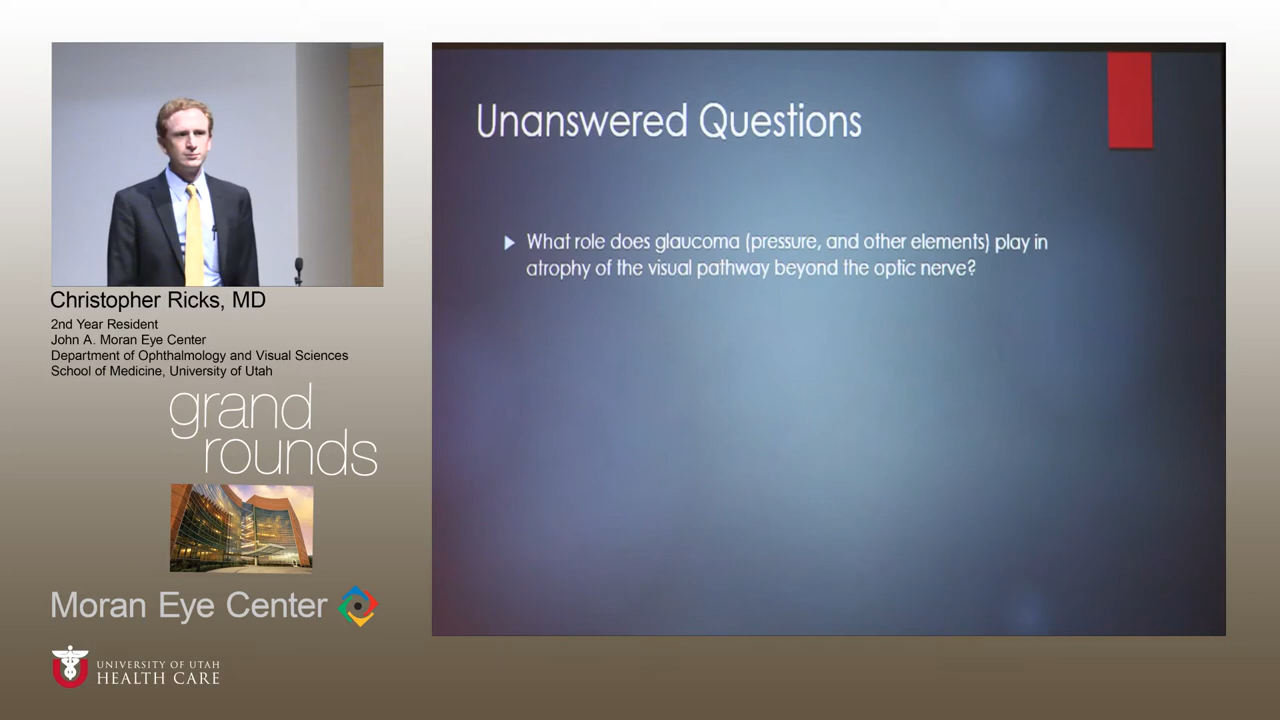 Christopher Ricks, MD
2nd Year Resident
John A. Moran Eye Center
Department of Ophthalmology and Visual Sciences
School of Medicine, University of Utah
grand
rounds
Moran Eye Center
UNIVERSITY OF UTAH
HEALTH CARE
Unanswered Questions
What role does glaucoma (pressure, and other elements) play in
atrophy of the visual pathway beyond the optic nerve?